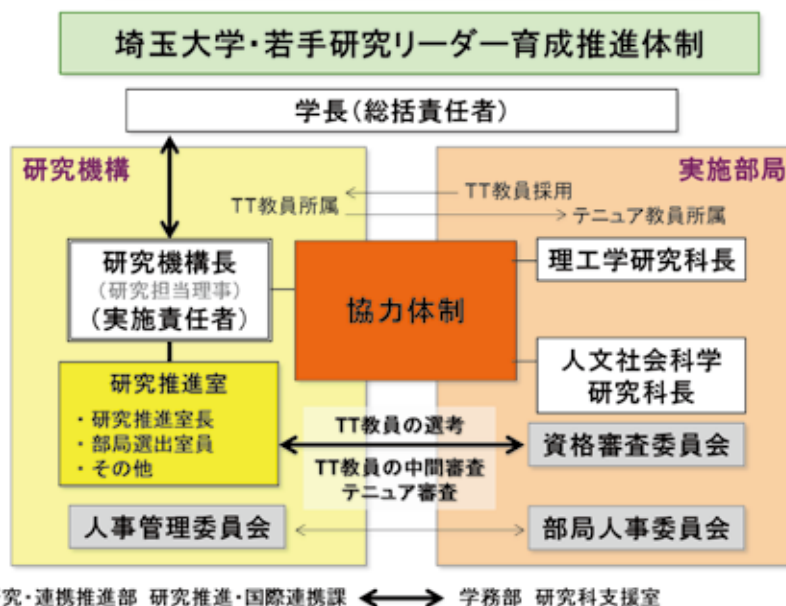 埼玉大学・若手研究リーダー育成推進体制
学長(総括責任者)
研究機構
実施部局
TT教員採用
TT教員所属
テニュア教員所属
研究機構長
(研究担当理事)
(実施責任者)
協力体制
理工学研究科長
人文社会科学
研究科長
研究推進室
・研究推進室長
・部局選出室員
・その他
TT教員の選考
TT教員の中間審査
テニュア審査
資格審査委員会
人事管理委員会
部局人事委員会
究・連携推進部 研究推進・国際連携課
学務部 研究科支援室